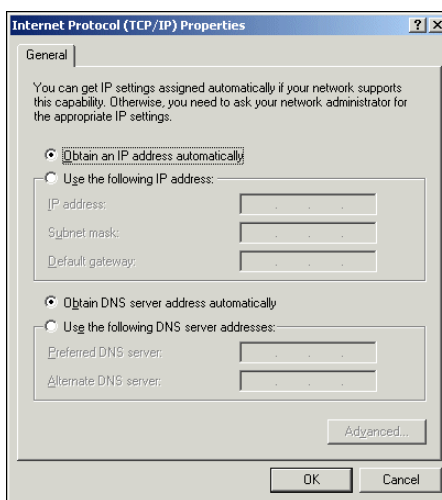 Internet Protocol (TCP/IP) Properties
General
You can get IP settings assigned automatically if your network supports
this capability. Otherwise, you need to ask your network administrator for
the appropriate IP settings.
Obtain an IP address automatically
Use the following IP address:
IP address:
Subnet mask:
Default gateway:
Obtain DNS server address automatically
Use the following DNS server addresses:
Preferred DNS server:
Alternate DNS server:
Advanced...
OK Cancel